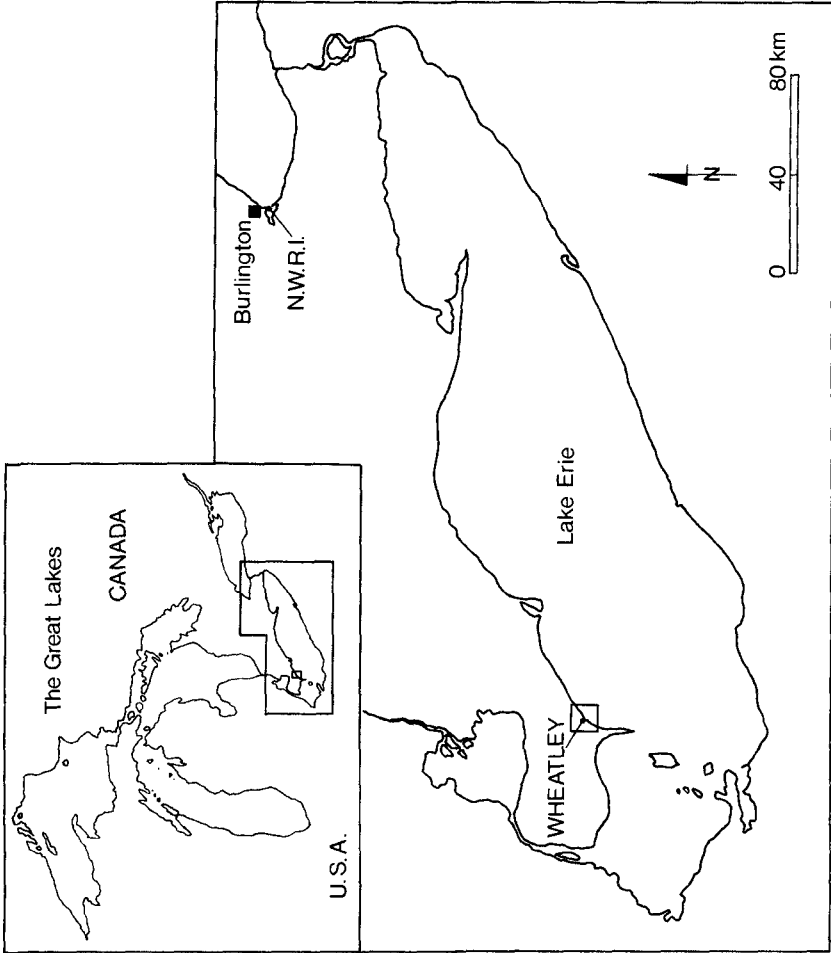 The Great Lakes
CANADA
U.S.A.
Burlington
N.W.R.I.
Lake Erie
WHEATLEY
N
0 40 80 km